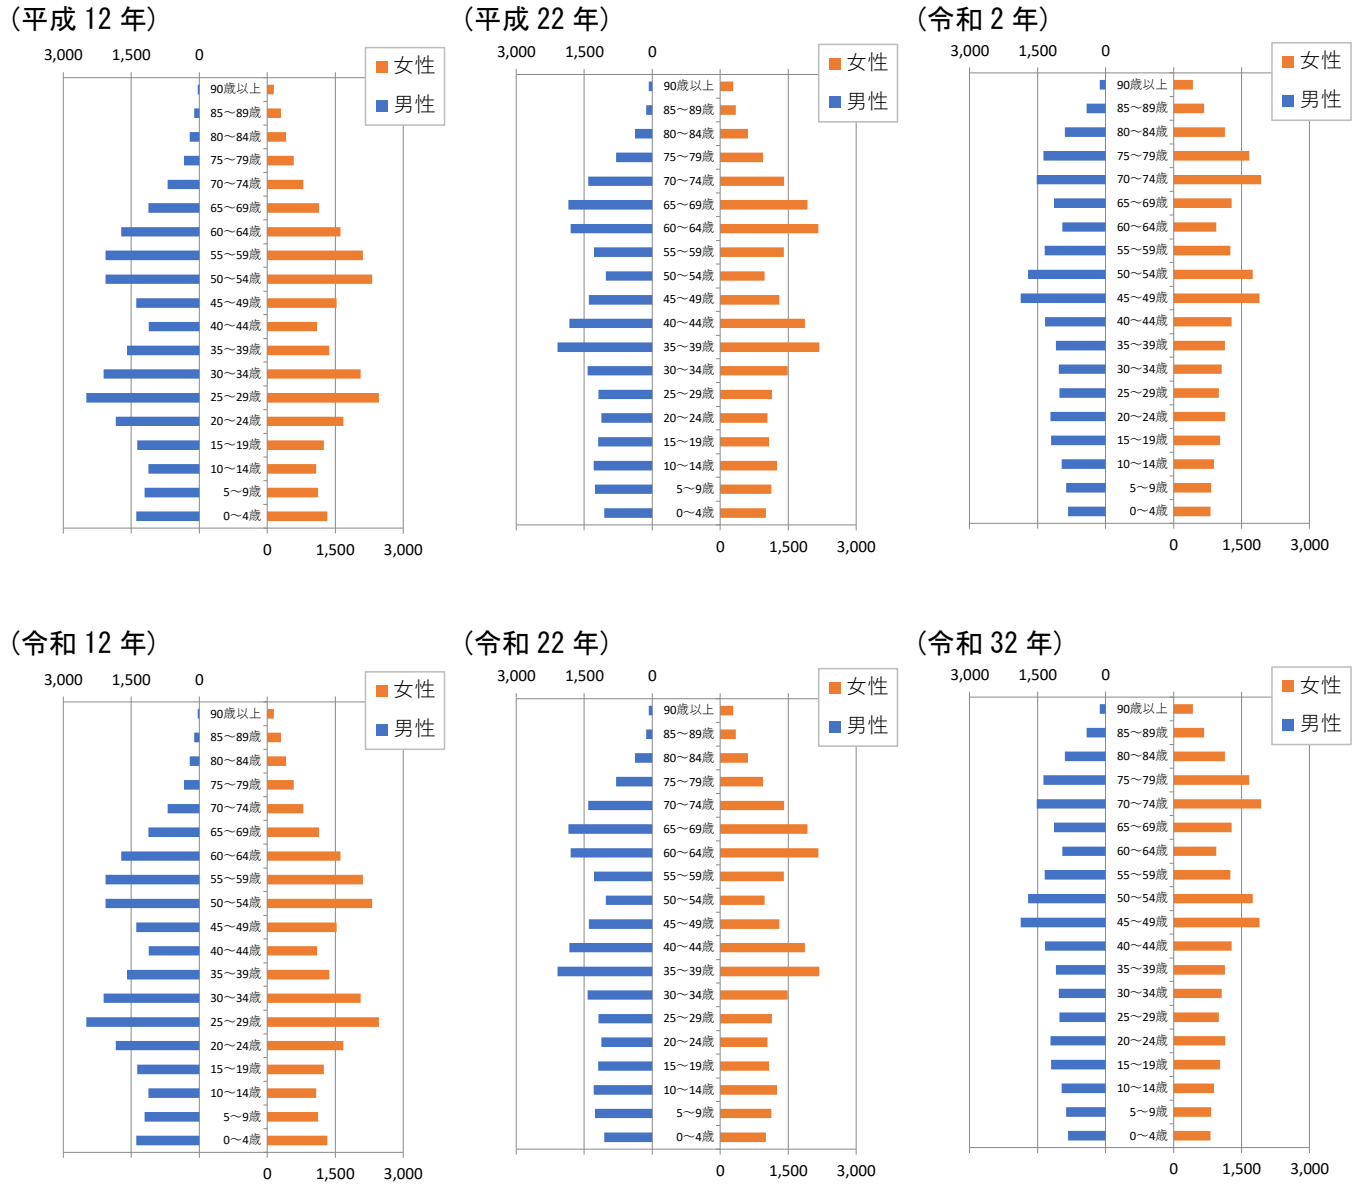 (平成 12 年)
3,000 1,500 0
女性
男性
90歳以上
85～89歳
80～84歳
75～79歳
70～74歳
65～69歳
60～64歳
55～59歳
50～54歳
45～49歳
40～44歳
35～39歳
30～34歳
25～29歳
20～24歳
15～19歳
10～14歳
5～9歳
0～4歳
0 1,500 3,000
(平成 22 年)
3,000 1,500 0
女性
男性
90歳以上
85～89歳
80～84歳
75～79歳
70～74歳
65～69歳
60～64歳
55～59歳
50～54歳
45～49歳
40～44歳
35～39歳
30～34歳
25～29歳
20～24歳
15～19歳
10～14歳
5～9歳
0～4歳
0 1,500 3,000
(令和 2 年)
3,000 1,500 0
女性
男性
90歳以上
85～89歳
80～84歳
75～79歳
70～74歳
65～69歳
60～64歳
55～59歳
50～54歳
45～49歳
40～44歳
35～39歳
30～34歳
25～29歳
20～24歳
15～19歳
10～14歳
5～9歳
0～4歳
0 1,500 3,000
(令和 12 年)
3,000 1,500 0
女性
男性
90歳以上
85～89歳
80～84歳
75～79歳
70～74歳
65～69歳
60～64歳
55～59歳
50～54歳
45～49歳
40～44歳
35～39歳
30～34歳
25～29歳
20～24歳
15～19歳
10～14歳
5～9歳
0～4歳
0 1,500 3,000
(令和 22 年)
3,000 1,500 0
女性
男性
90歳以上
85～89歳
80～84歳
75～79歳
70～74歳
65～69歳
60～64歳
55～59歳
50～54歳
45～49歳
40～44歳
35～39歳
30～34歳
25～29歳
20～24歳
15～19歳
10～14歳
5～9歳
0～4歳
0 1,500 3,000
(令和 32 年)
3,000 1,500 0
女性
男性
90歳以上
85～89歳
80～84歳
75～79歳
70～74歳
65～69歳
60～64歳
55～59歳
50～54歳
45～49歳
40～44歳
35～39歳
30～34歳
25～29歳
20～24歳
15～19歳
10～14歳
5～9歳
0～4歳
0 1,500 3,000